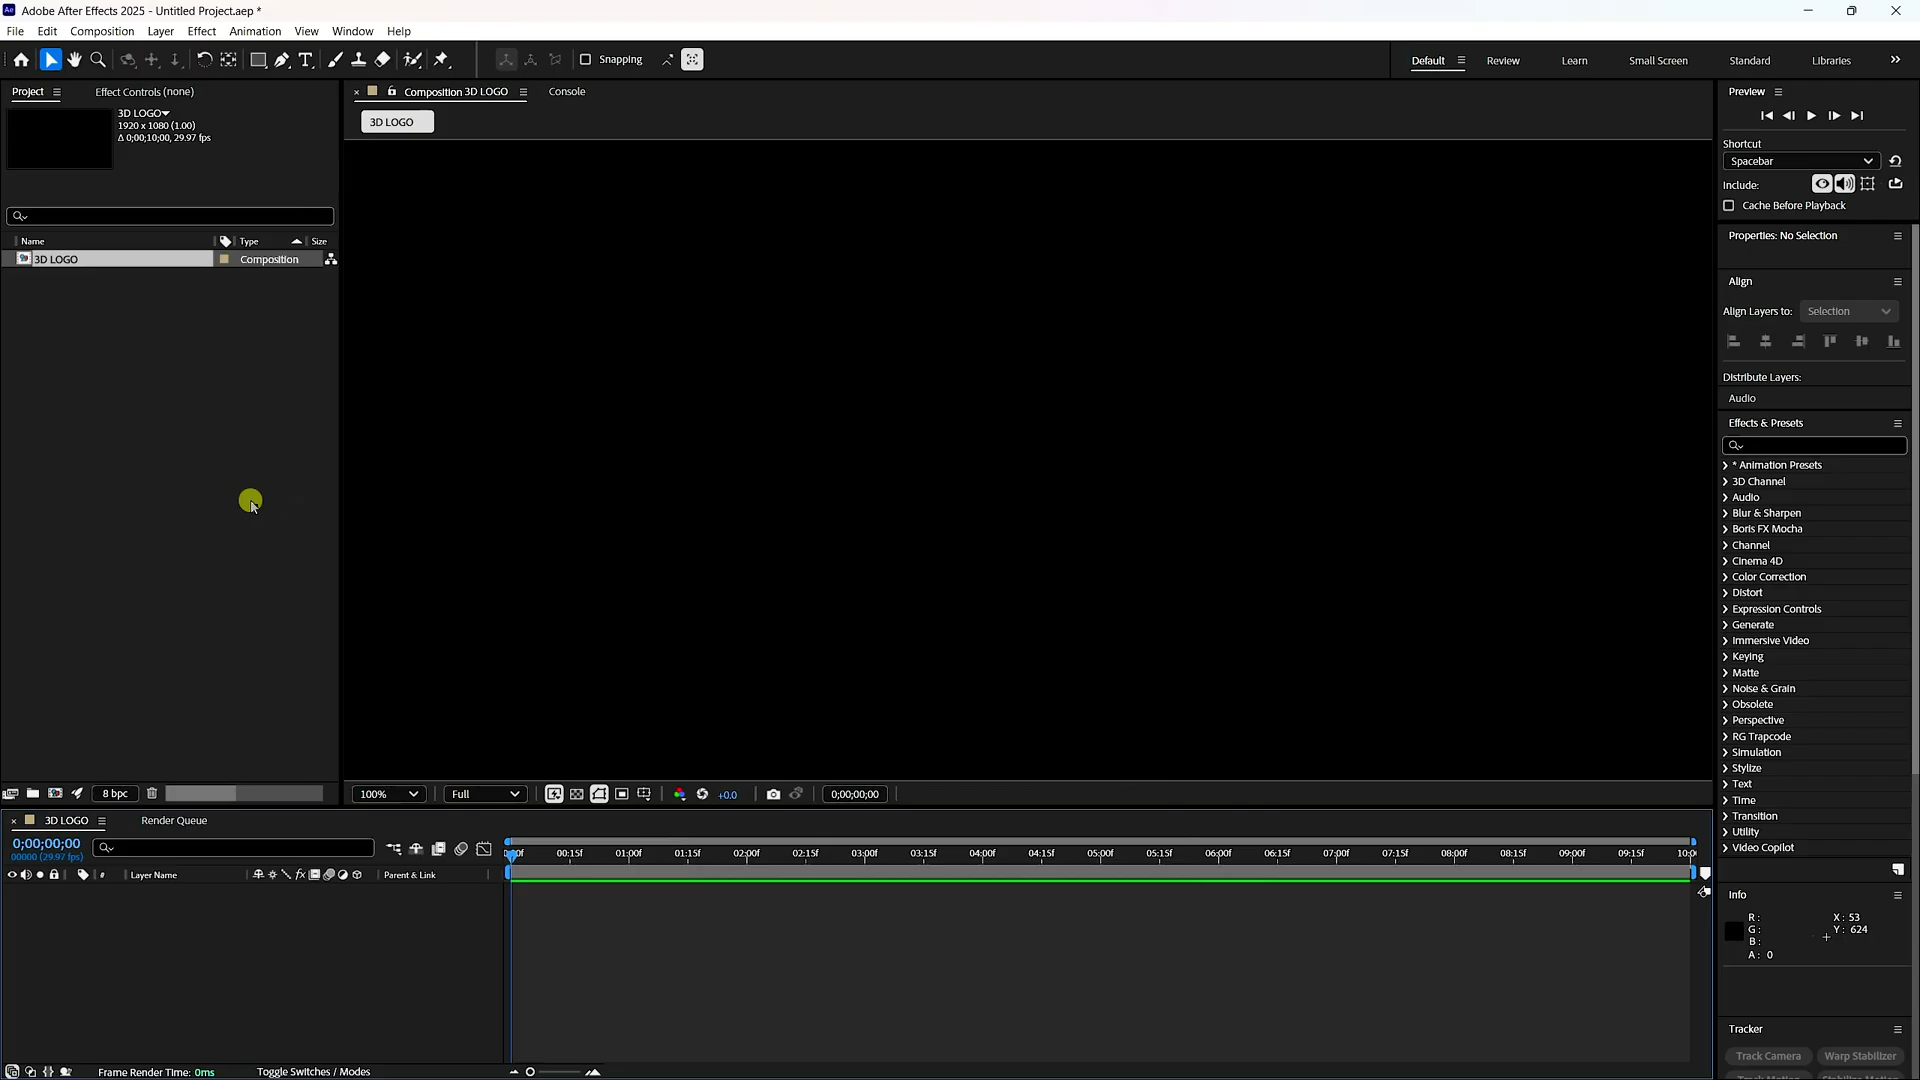 Adobe After Effects 2025 - Untitled Project.aep *
File Edit Composition Layer Effect Animation View Window Help
Snapping
Default Review Learn Small Screen Standard Libraries
Project Effect Controls (none)
3D LOGO
1920 x 1080 (1.00)
Δ 0;00;10;00, 29.97 fps
Name Type Size
3D LOGO Composition
8 bpc
Composition 3D LOGO Console
3D LOGO
100% Full +0.0 0;00;00;00
Preview
Shortcut
Spacebar
Include:
Cache Before Playback
Properties: No Selection
Align
Align Layers to: Selection
Distribute Layers:
Audio
Effects & Presets
* Animation Presets
3D Channel
Audio
Blur & Sharpen
Boris FX Mocha
Channel
Cinema 4D
Color Correction
Distort
Expression Controls
Generate
Immersive Video
Keying
Matte
Noise & Grain
Obsolete
Perspective
RG Trapcode
Simulation
Stylize
Text
Time
Transition
Utility
Video Copilot
Info
R: X: 53
G: Y: 624
B:
A: 0
Tracker
Track Camera Warp Stabilizer
3D LOGO Render Queue
0;00;00;00
00000 (29.97 fps)
00:15f 01:00f 01:15f 02:00f 02:15f 03:00f 03:15f 04:00f 04:15f 05:00f 05:15f 06:00f 06:15f 07:00f 07:15f 08:00f 08:15f 09:00f 09:15f
# Layer Name Parent & Link
Frame Render Time: 0ms Toggle Switches / Modes